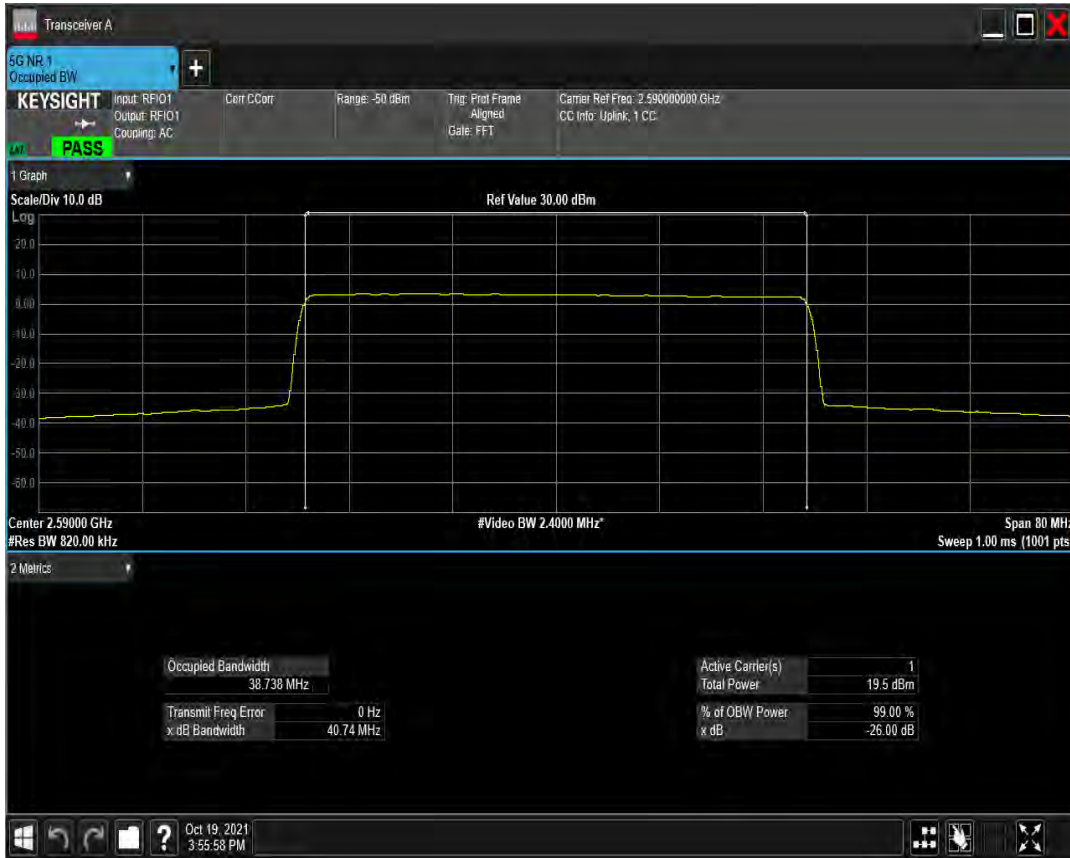 Transceiver A
5G NR 1
Occupied BW
+
KEYSIGHT
Input: RFIO1
Output: RFIO1
Coupling: AC
Corr CCorr
Range: -50 dBm
Trig: Prot Frame
Aligned
Gate: FFT
Carrier Ref Freq: 2.590000000 GHz
CC Info: Uplink, 1 CC
PASS
1 Graph
Scale/Div 10.0 dB
Ref Value 30.00 dBm
Log
20.0
10.0
0.00
-10.0
-20.0
-30.0
-40.0
-50.0
-60.0
Center 2.59000 GHz
#Video BW 2.4000 MHz*
Span 80 MHz
#Res BW 820.00 kHz
Sweep 1.00 ms (1001 pts
2 Metrics
Occupied Bandwidth
38.738 MHz
Transmit Freq Error 0 Hz
x dB Bandwidth 40.74 MHz
Active Carrier(s) 1
Total Power 19.5 dBm
% of OBW Power 99.00 %
x dB -26.00 dB
?
Oct 19, 2021
3:55:58 PM